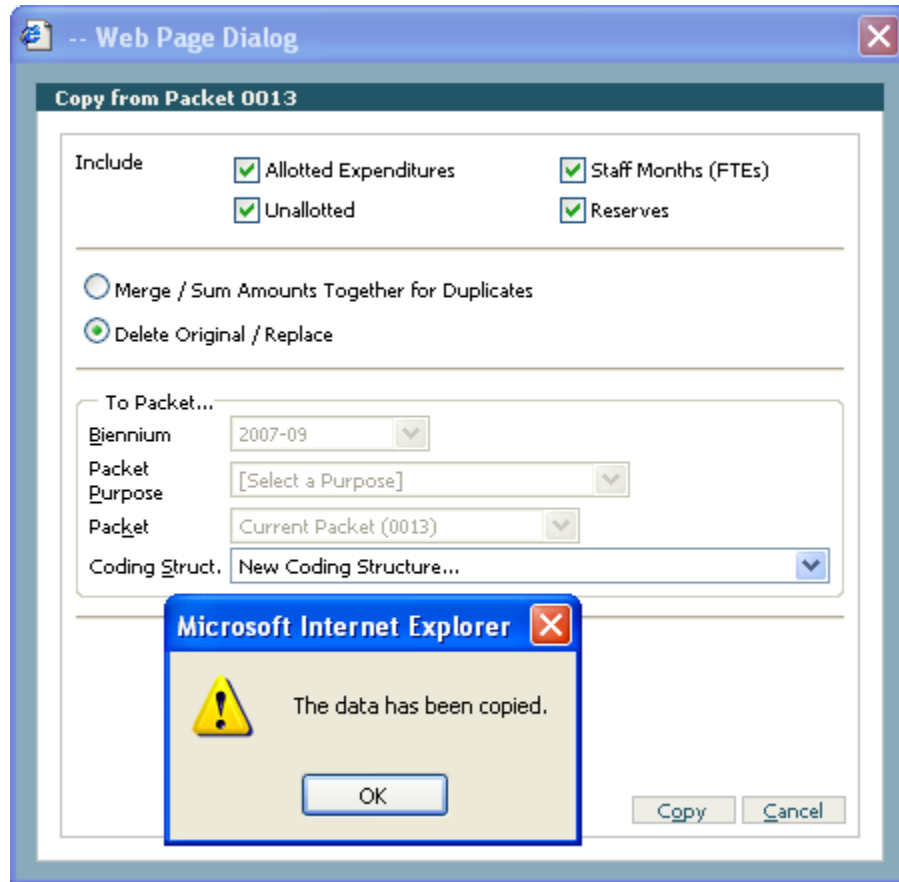 -- Web Page Dialog
Copy from Packet 0013
Include
Allotted Expenditures
Staff Months (FTEs)
Unallotted
Reserves
Merge / Sum Amounts Together for Duplicates
Delete Original / Replace
To Packet...
Biennium
2007-09
Packet
Purpose
[Select a Purpose]
Packet
Current Packet (0013)
Coding Struct.
New Coding Structure...
Microsoft Internet Explorer
The data has been copied.
OK
Copy
Cancel